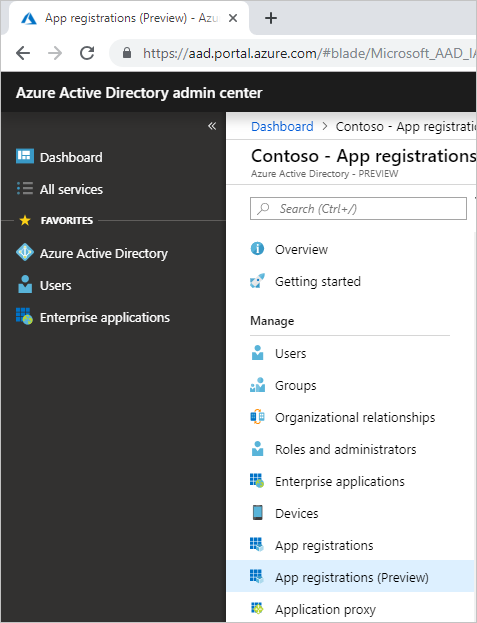 App registrations (Preview) - Azu
https://aad.portal.azure.com/#blade/Microsoft_AAD_IA
Azure Active Directory admin center
«
Dashboard
All services
FAVORITES
Azure Active Directory
Users
Enterprise applications
Dashboard > Contoso - App registrati
Contoso - App registrations
Azure Active Directory - PREVIEW
Search (Ctrl+/)
Overview
Getting started
Manage
Users
Groups
Organizational relationships
Roles and administrators
Enterprise applications
Devices
App registrations
App registrations (Preview)
Application proxy